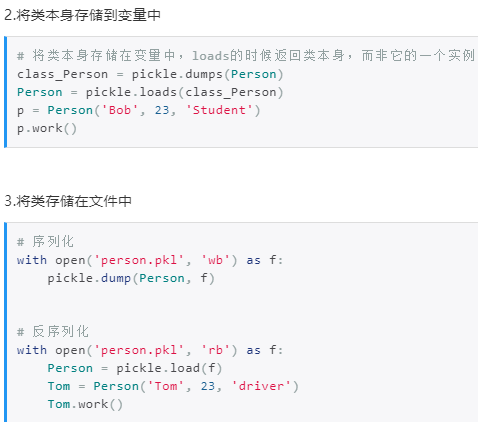 2.将类本身存储到变量中
# 将类本身存储在变量中，loads的时候返回类本身，而非它的一个实例
class_Person = pickle.dumps(Person)
Person = pickle.loads(class_Person)
p = Person('Bob', 23, 'Student')
p.work()
3.将类存储在文件中
# 序列化
with open('person.pkl', 'wb') as f:
    pickle.dump(Person, f)
# 反序列化
with open('person.pkl', 'rb') as f:
    Person = pickle.load(f)
    Tom = Person('Tom', 23, 'driver')
    Tom.work()